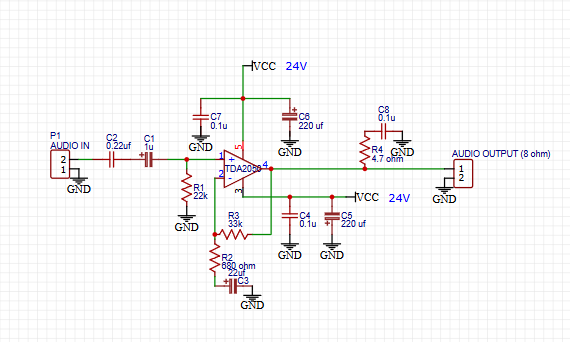 VCC 24V
C7
0.1u
GND
C6
220 uf
GND
5
P1
AUDIO IN
2
1
GND
C2
0.22uf
C1
1u
1
+
TDA2050
4
2
-
3
R1
22k
GND
C8
0.1u
GND
R4
4.7 ohm
AUDIO OUTPUT (8 ohm)
1
2
GND
VCC 24V
C4
0.1u
GND
C5
220 uf
GND
R3
33k
R2
680 ohm
22uf
C3
GND